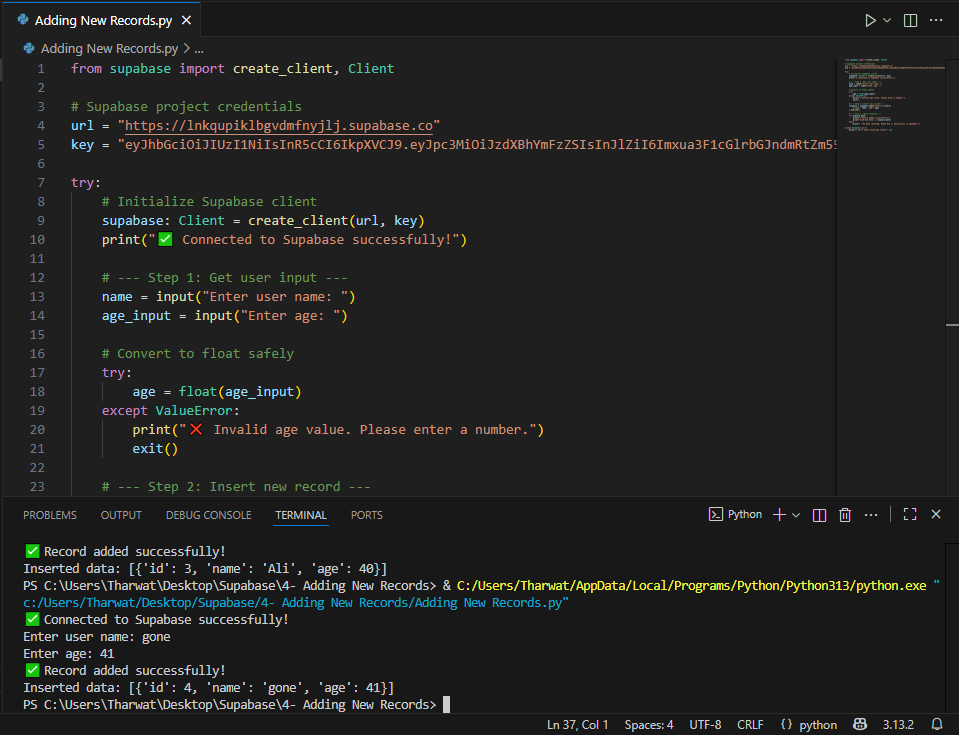 Adding New Records.py
Adding New Records.py > ...
1 from supabase import create_client, Client
2
3 # Supabase project credentials
4 url = "https://lnkqupiklbgvdmfnyjlj.supabase.co"
5 key = "eyJhbGciOiJIUzI1NiIsInR5cCI6IkpXVCJ9.eyJpc3MiOiJzdXBhYmFzZSIsInJlZiI6Imxua3F1cGlrbGJndmRtZm55
6
7 try:
8 # Initialize Supabase client
9 supabase: Client = create_client(url, key)
10 print("✅ Connected to Supabase successfully!")
11
12 # --- Step 1: Get user input ---
13 name = input("Enter user name: ")
14 age_input = input("Enter age: ")
15
16 # Convert to float safely
17 try:
18 age = float(age_input)
19 except ValueError:
20 print("❌ Invalid age value. Please enter a number.")
21 exit()
22
23 # --- Step 2: Insert new record ---
PROBLEMS OUTPUT DEBUG CONSOLE TERMINAL PORTS Python
✅ Record added successfully!
Inserted data: [{'id': 3, 'name': 'Ali', 'age': 40}]
PS C:\Users\Tharwat\Desktop\Supabase\4- Adding New Records> & C:/Users/Tharwat/AppData/Local/Programs/Python/Python313/python.exe "
c:/Users/Tharwat/Desktop/Supabase/4- Adding New Records/Adding New Records.py"
✅ Connected to Supabase successfully!
Enter user name: gone
Enter age: 41
✅ Record added successfully!
Inserted data: [{'id': 4, 'name': 'gone', 'age': 41}]
PS C:\Users\Tharwat\Desktop\Supabase\4- Adding New Records>
Ln 37, Col 1 Spaces: 4 UTF-8 CRLF {} python 3.13.2